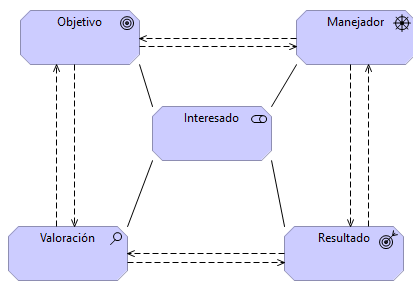 Objetivo
Manejador
Interesado
Valoración
Resultado